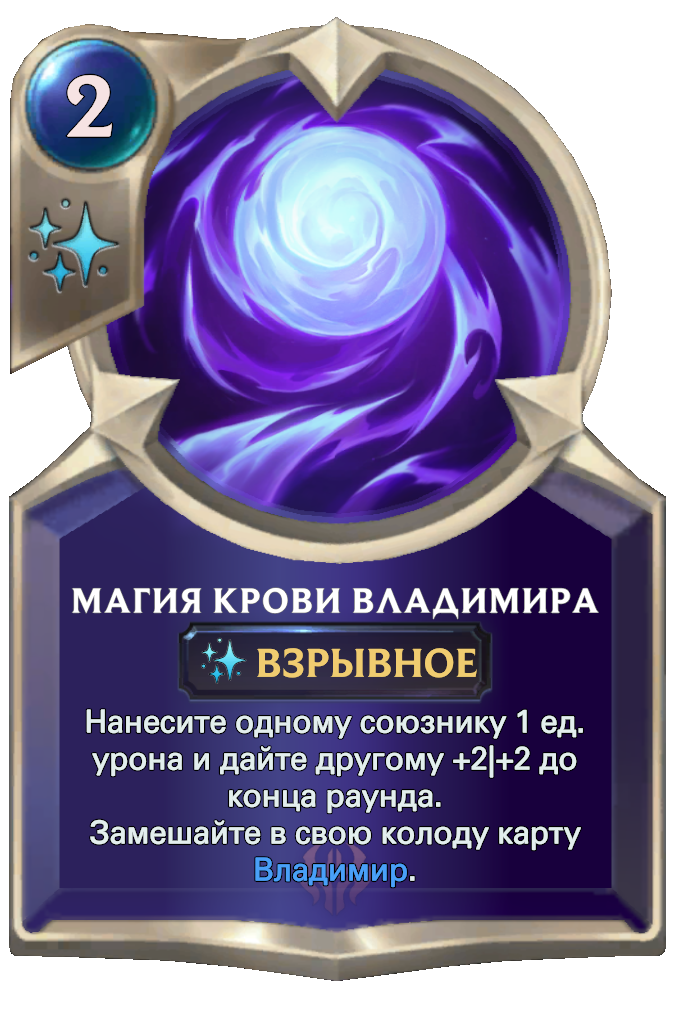 2
МАГИЯ КРОВИ ВЛАДИМИРА
ВЗРЫВНОЕ
Нанесите одному союзнику 1 ед.
урона и дайте другому +2|+2 до
конца раунда.
Замешайте в свою колоду карту
Владимир.